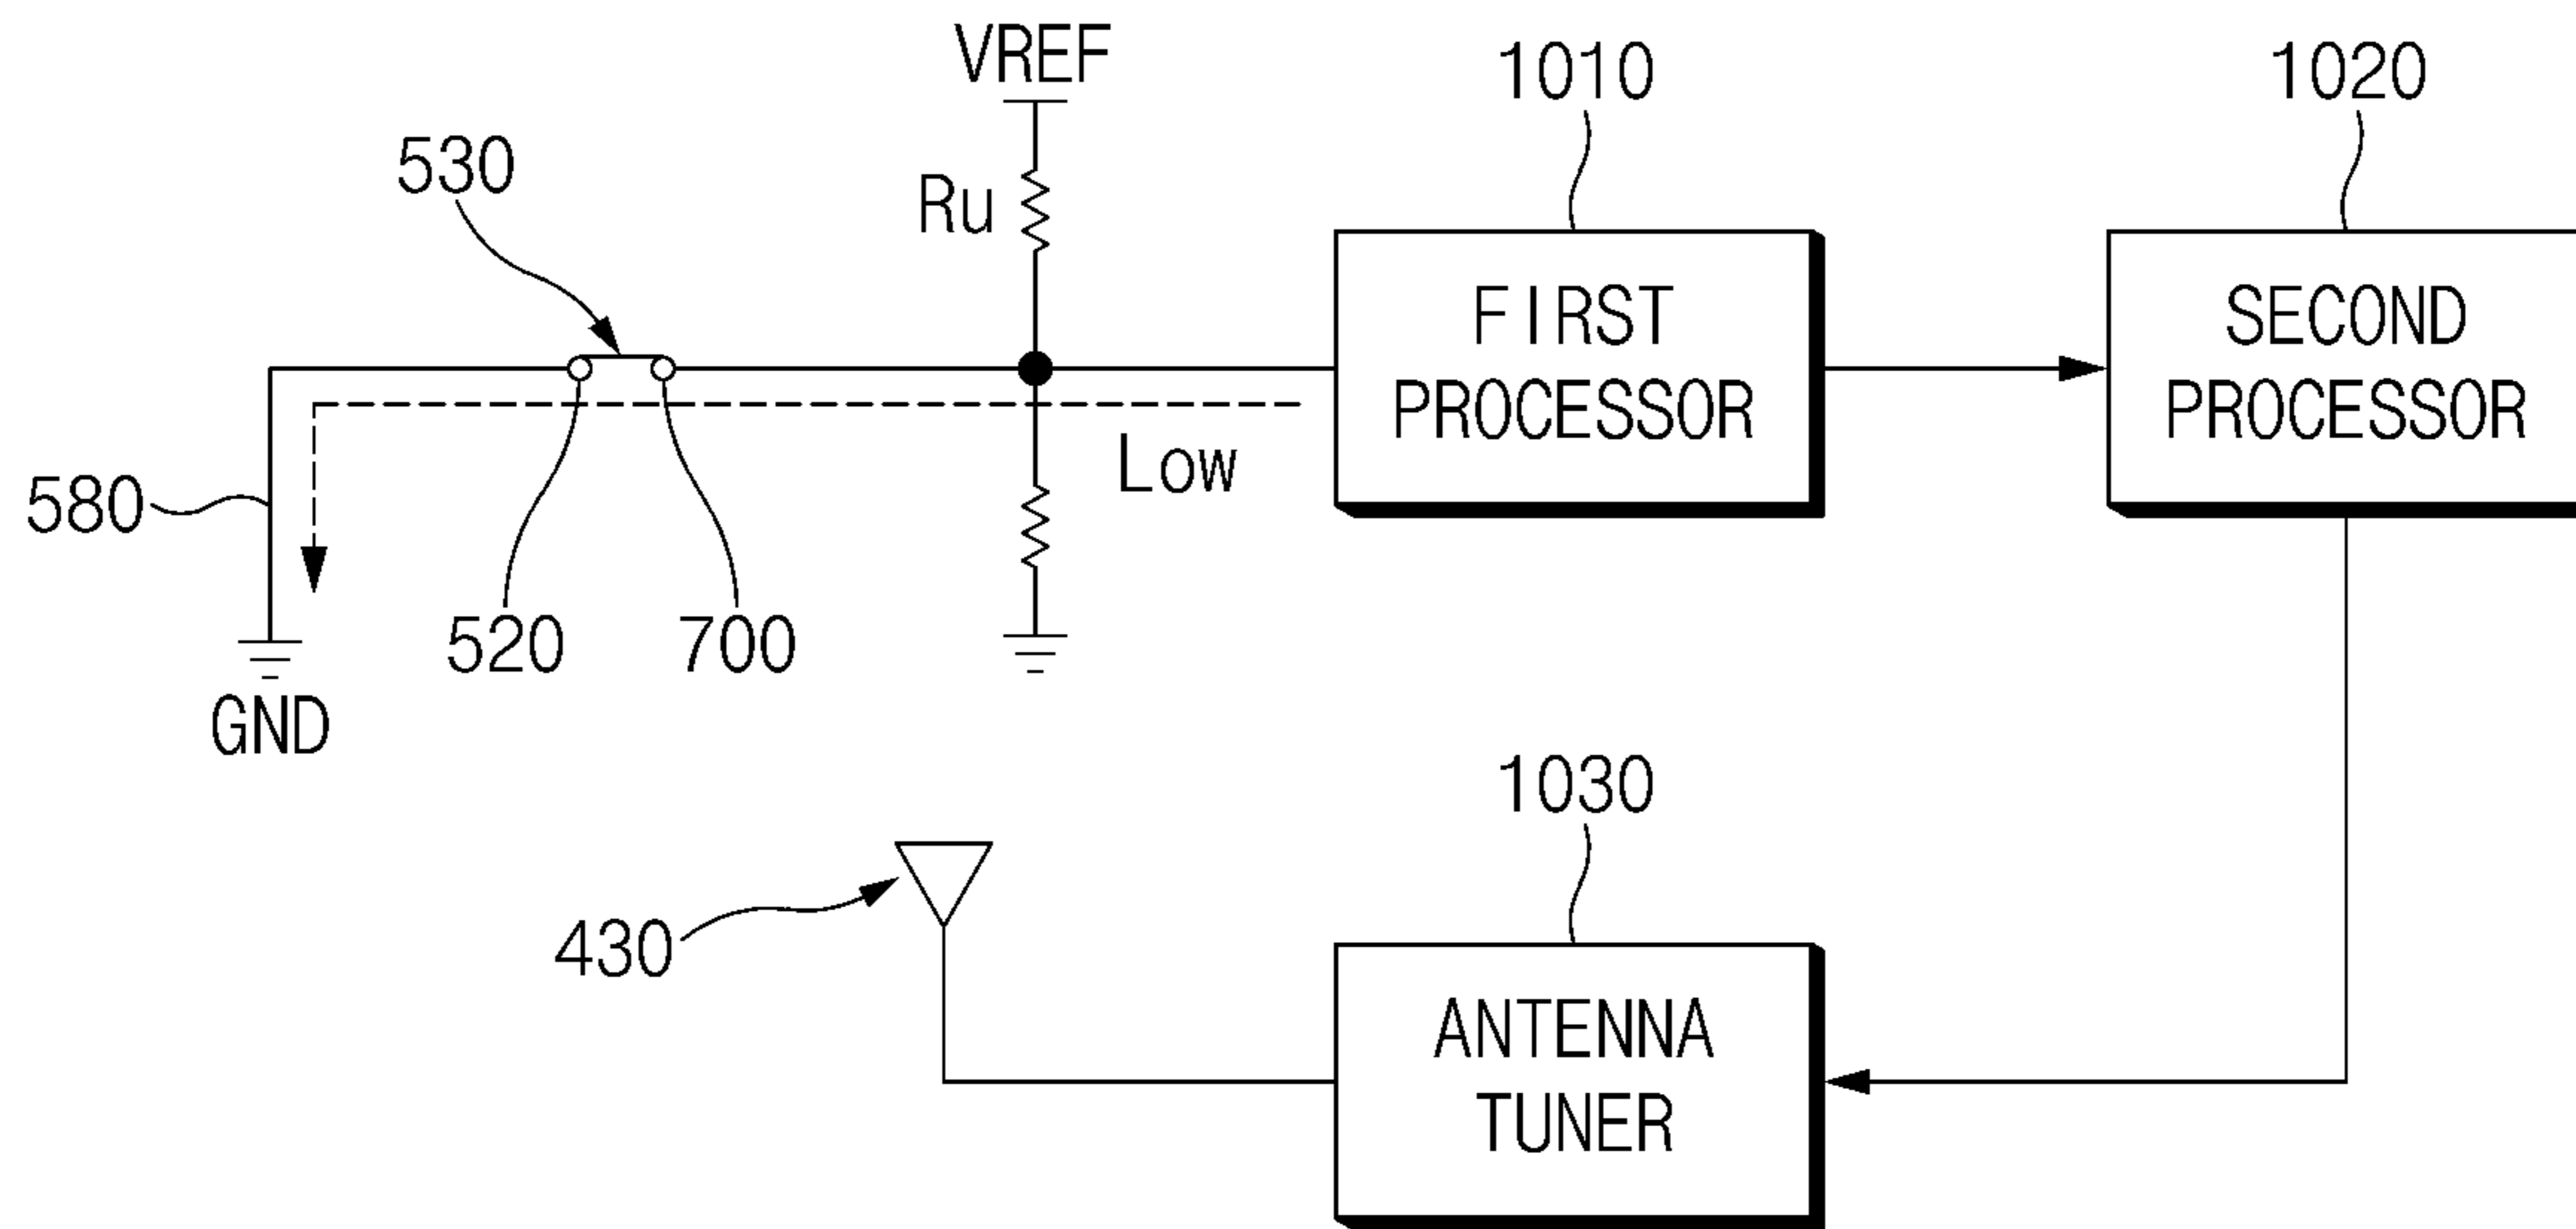 VREF
1010
1020
530
Ru
FIRST
PROCESSOR
SECOND
PROCESSOR
Low
580
520
700
GND
1030
430
ANTENNA
TUNER